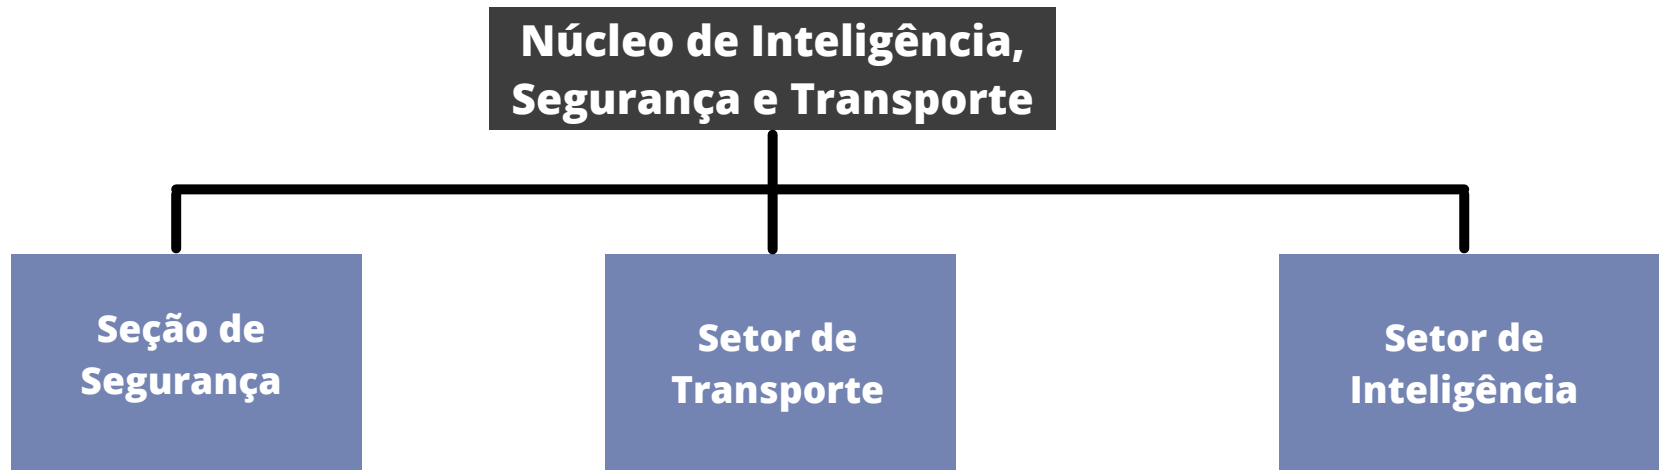 Núcleo de Inteligência,
Segurança e Transporte
Seção de
Segurança
Setor de
Transporte
Setor de
Inteligência